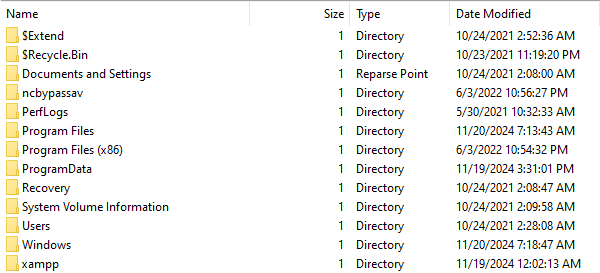 Name Size Type Date Modified
$Extend 1 Directory 10/24/2021 2:52:36 AM
$Recycle.Bin 1 Directory 10/23/2021 11:19:20 PM
Documents and Settings 1 Reparse Point 10/24/2021 2:08:00 AM
ncbypassav 1 Directory 6/3/2022 10:56:27 PM
PerfLogs 1 Directory 5/30/2021 10:32:33 AM
Program Files 1 Directory 11/20/2024 7:13:43 AM
Program Files (x86) 1 Directory 6/3/2022 10:54:32 PM
ProgramData 1 Directory 11/19/2024 3:31:01 PM
Recovery 1 Directory 10/24/2021 2:08:47 AM
System Volume Information 1 Directory 10/24/2021 2:09:58 AM
Users 1 Directory 10/24/2021 2:28:08 AM
Windows 1 Directory 11/20/2024 7:18:47 AM
xampp 1 Directory 11/19/2024 12:02:13 AM